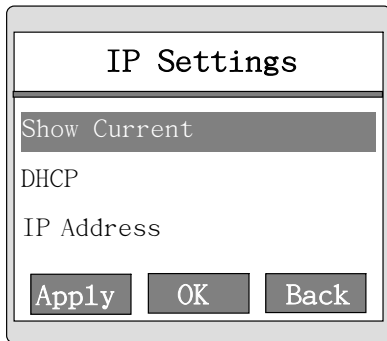 IP Settings
Show Current
DHCP
IP Address
Apply OK Back